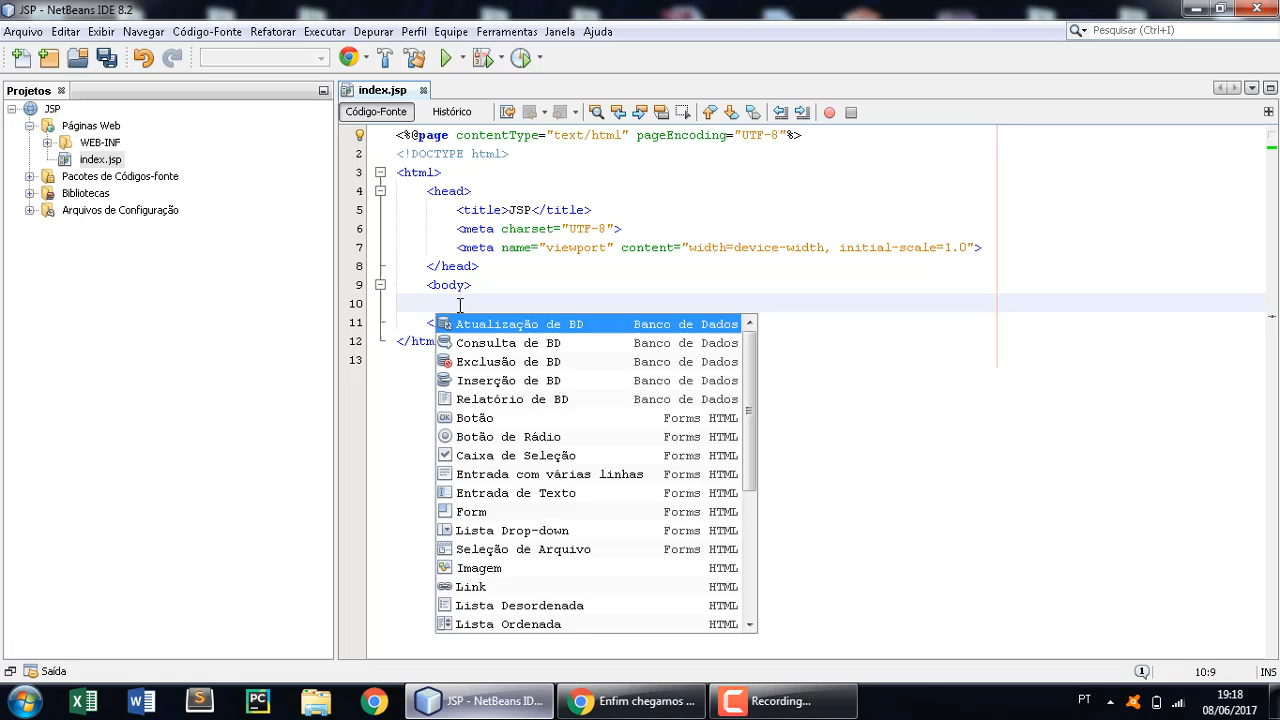 JSP - NetBeans IDE 8.2
Arquivo Editar Exibir Navegar Código-Fonte Refatorar Executar Depurar Perfil Equipe Ferramentas Janela Ajuda
Pesquisar (Ctrl+I)
Projetos
index.jsp
Código-Fonte Histórico
JSP
Páginas Web
WEB-INF
index.jsp
Pacotes de Códigos-fonte
Bibliotecas
Arquivos de Configuração
<%@page contentType="text/html" pageEncoding="UTF-8"%>
2 <!DOCTYPE html>
3 <html>
4 <head>
5 <title>JSP</title>
6 <meta charset="UTF-8">
7 <meta name="viewport" content="width=device-width, initial-scale=1.0">
8 </head>
9 <body>
10
11 <
12 </htm
13
Atualização de BD Banco de Dados
Consulta de BD Banco de Dados
Exclusão de BD Banco de Dados
Inserção de BD Banco de Dados
Relatório de BD Banco de Dados
OK Botão Forms HTML
Botão de Rádio Forms HTML
Caixa de Seleção Forms HTML
Entrada com várias linhas Forms HTML
Entrada de Texto Forms HTML
Form Forms HTML
Lista Drop-down Forms HTML
Seleção de Arquivo Forms HTML
Imagem HTML
Link HTML
Lista Desordenada HTML
Lista Ordenada HTML
Saída
1 10:9 INS
JSP - NetBeans ID... Enfim chegamos ... Recording...
PT
19:18
08/06/2017